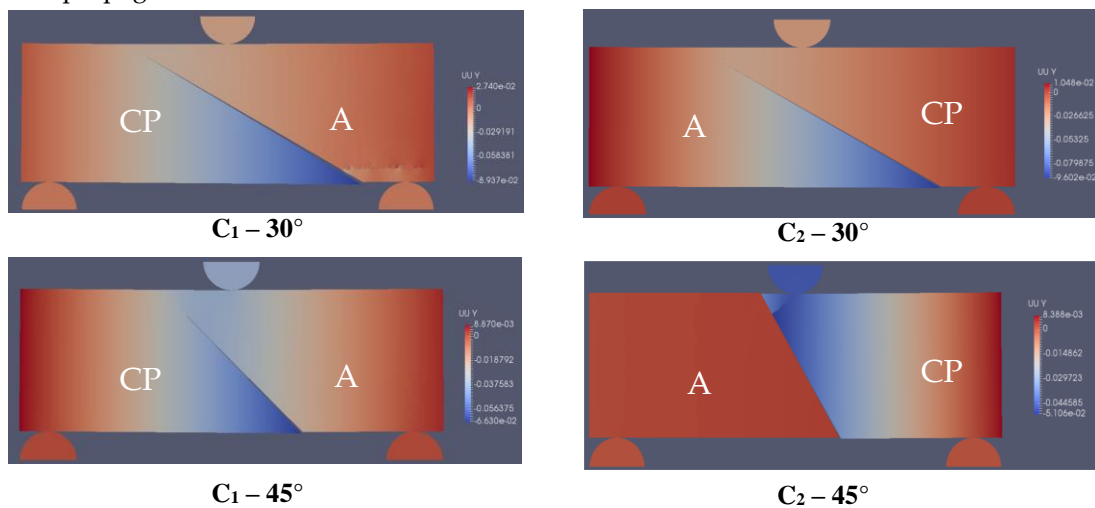 CP
A
UU Y
2.740e-02
0
-0.029191
-0.058381
-8.937e-02
C₁ – 30°
A
CP
UU Y
1.048e-02
0
-0.026625
-0.05325
-0.079875
-9.602e-02
C₂ – 30°
CP
A
UU Y
8.870e-03
0
-0.018792
-0.037583
-0.056375
-6.630e-02
C₁ – 45°
A
CP
UU Y
8.388e-03
0
-0.014862
-0.029723
-0.044585
-5.106e-02
C₂ – 45°